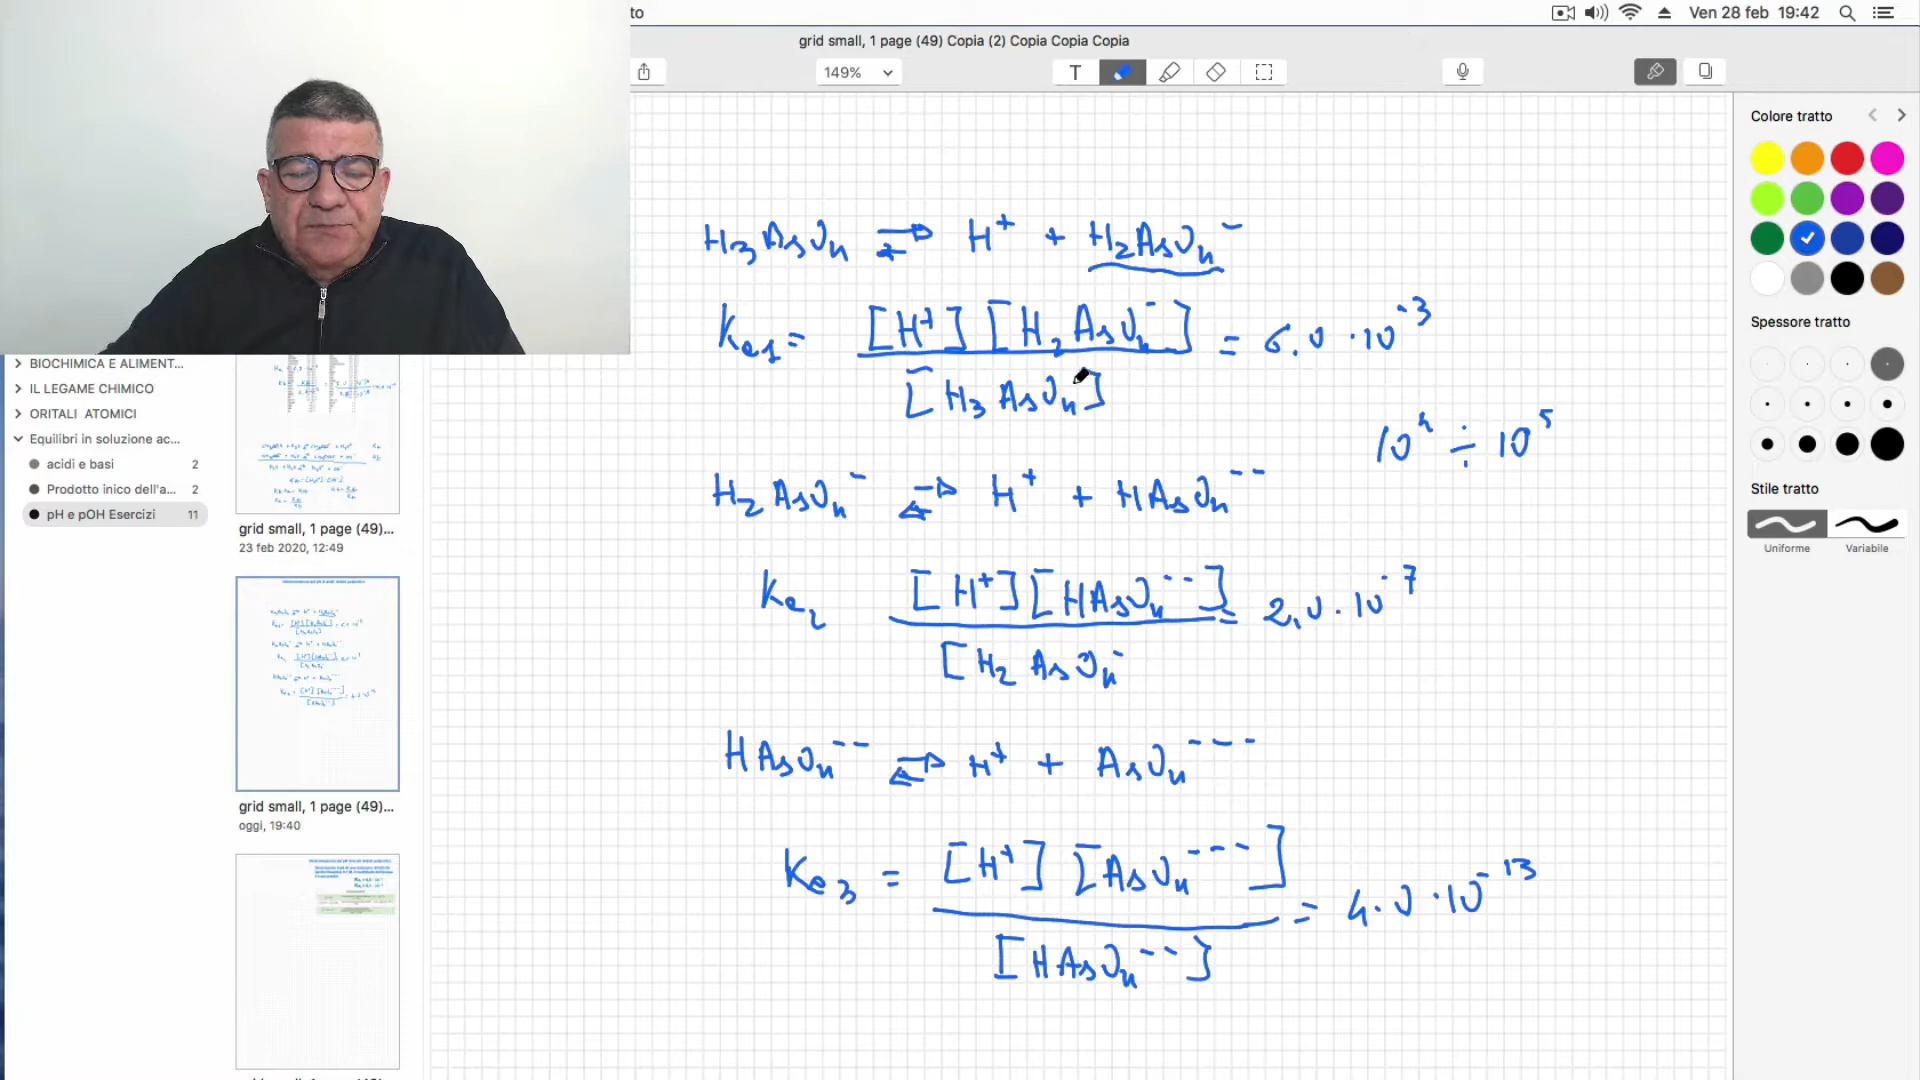 to
Ven 28 feb 19:42
grid small, 1 page (49) Copia (2) Copia Copia Copia
149%
T
H₃AsO₄ ⇄ H⁺ + H₂AsO₄⁻
Ka₁ = [H⁺] [H₂AsO₄⁻] = 6.0 · 10⁻³
[H₃AsO₄]
10⁴ ÷ 10⁵
H₂AsO₄⁻ ⇄ H⁺ + HAsO₄⁻⁻
Ka₂ [H⁺] [HAsO₄⁻⁻] = 2.0 · 10⁻⁷
[H₂AsO₄⁻
HAsO₄⁻⁻ ⇄ H⁺ + AsO₄⁻⁻⁻
Ka₃ = [H⁺] [AsO₄⁻⁻⁻] = 4.0 · 10⁻¹³
[HAsO₄⁻⁻]
BIOCHIMICA E ALIMENT...
IL LEGAME CHIMICO
ORITALI ATOMICI
Equilibri in soluzione ac...
acidi e basi 2
Prodotto inico dell'a... 2
pH e pOH Esercizi 11
grid small, 1 page (49)...
23 feb 2020, 12:49
grid small, 1 page (49)...
oggi, 19:40
Colore tratto
Spessore tratto
Stile tratto
Uniforme
Variabile